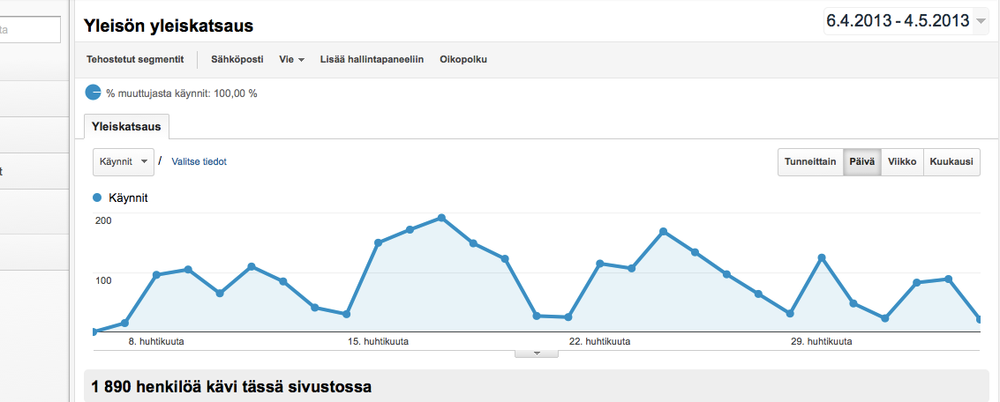 ta
Yleisön yleiskatsaus
6.4.2013 - 4.5.2013
Tehostetut segmentit Sähköposti Vie Lisää hallintapaneeliin Oikopolku
% muuttujasta käynnit: 100,00 %
Yleiskatsaus
Käynnit / Valitse tiedot Tunneittain Päivä Viikko Kuukausi
t
Käynnit
200
100
8. huhtikuuta 15. huhtikuuta 22. huhtikuuta 29. huhtikuuta
1 890 henkilöä kävi tässä sivustossa